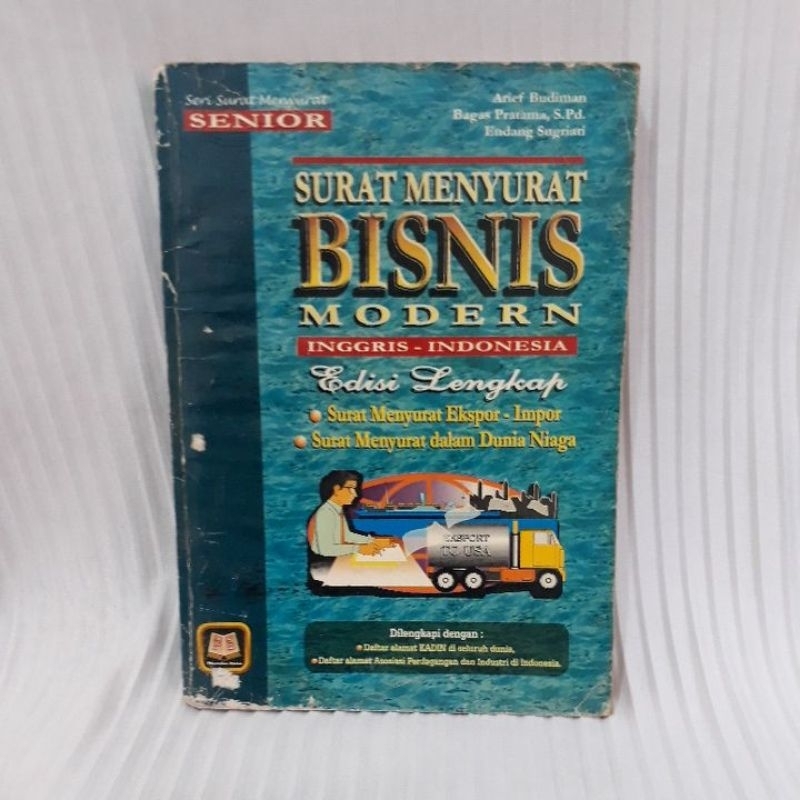 Seri Surat Menyurat
SENIOR
Arief Budiman
Bagas Pratama, S.Pd.
Endang Sugriati
SURAT MENYURAT
BISNIS
MODERN
INGGRIS - INDONESIA
Edisi Lengkap
Surat Menyurat Ekspor - Impor
Surat Menyurat dalam Dunia Niaga
TO USA
Dilengkapi dengan :
Daftar alamat KADIN di seluruh dunia,
Daftar alamat Asosiasi Perdagangan dan Industri di Indonesia.